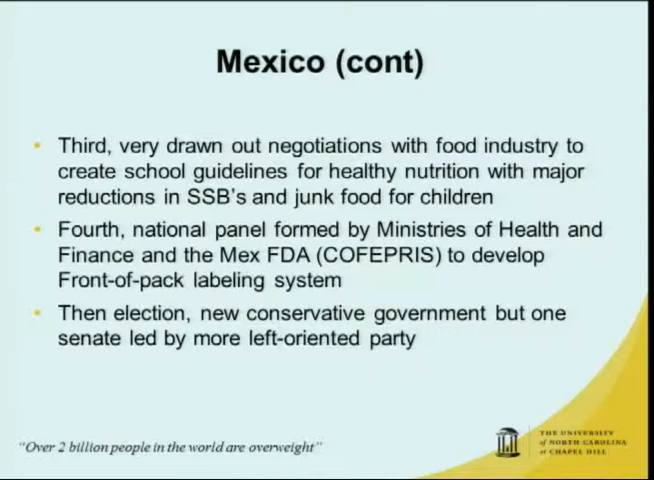 Mexico (cont)
• Third, very drawn out negotiations with food industry to
create school guidelines for healthy nutrition with major
reductions in SSB's and junk food for children
• Fourth, national panel formed by Ministries of Health and
Finance and the Mex FDA (COFEPRIS) to develop
Front-of-pack labeling system
• Then election, new conservative government but one
senate led by more left-oriented party
"Over 2 billion people in the world are overweight"
THE UNIVERSITY
of NORTH CAROLINA
at CHAPEL HILL